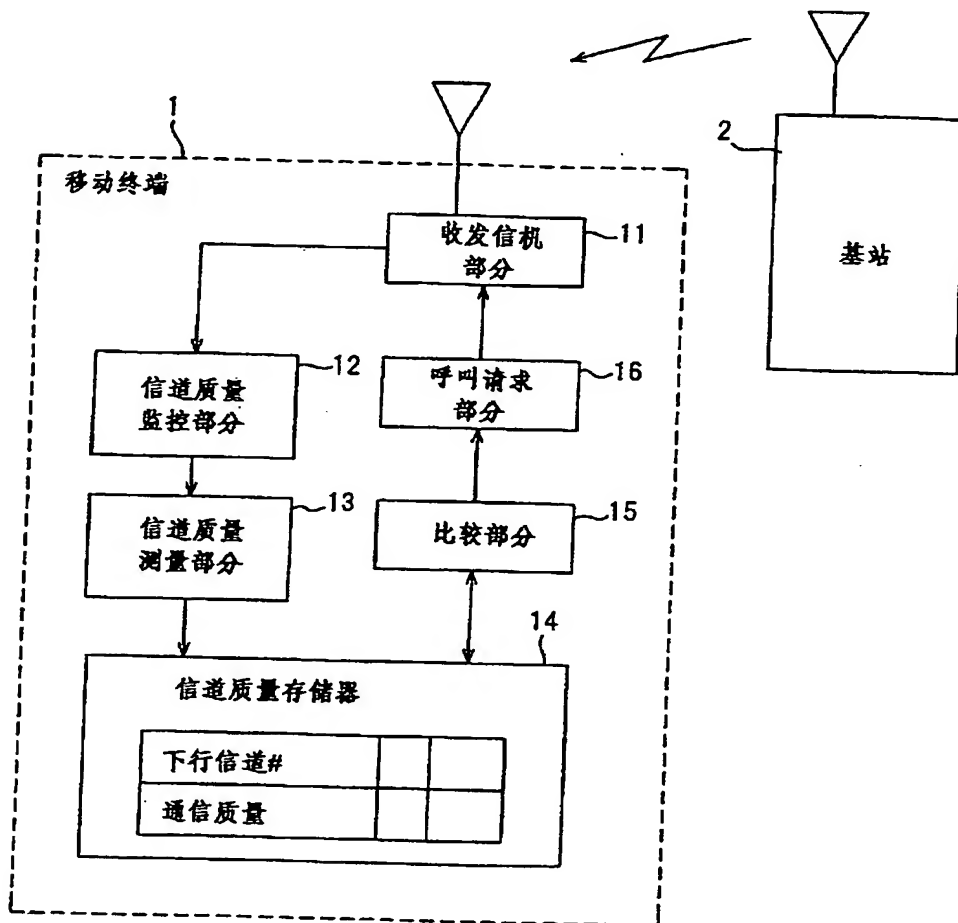 1
2
移动终端
收发信机
部分
11
基站
12
信道质量
监控部分
呼叫请求
部分
16
13
信道质量
测量部分
比较部分
15
14
信道质量存储器
下行信道#
通信质量